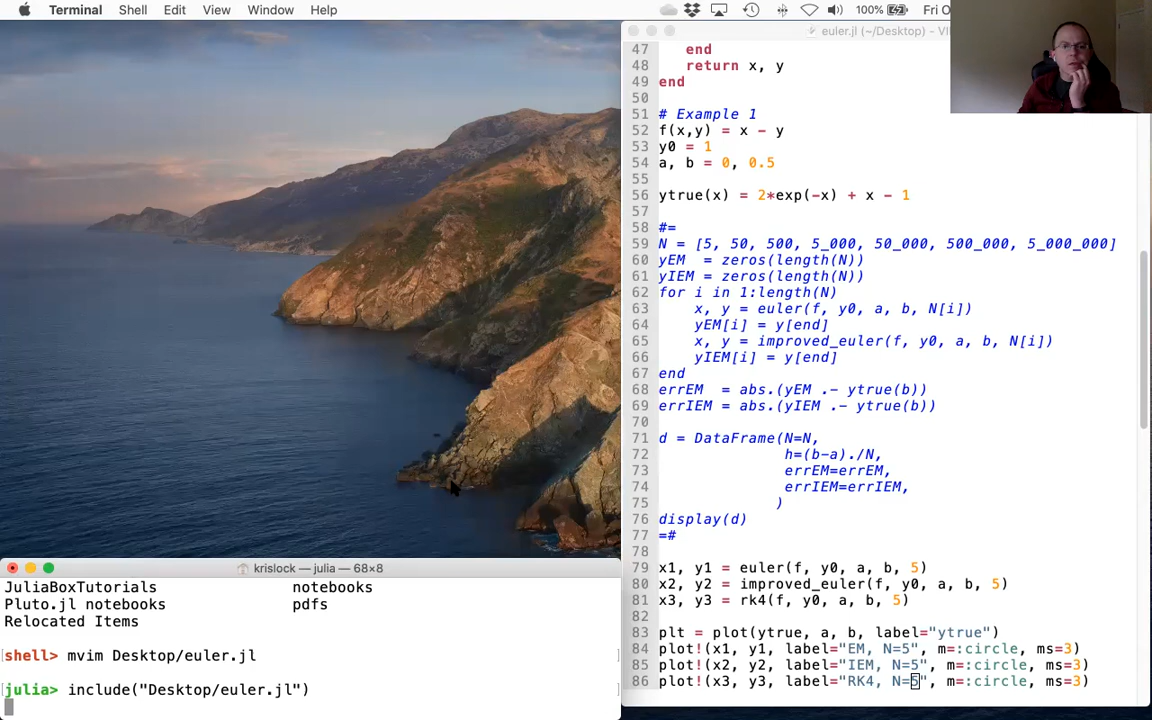 Terminal Shell Edit View Window Help 100% Fri O
euler.jl (~/Desktop) - VI
47 end
48 return x, y
49 end
50
51 # Example 1
52 f(x,y) = x - y
53 y0 = 1
54 a, b = 0, 0.5
55
56 ytrue(x) = 2*exp(-x) + x - 1
57
58 #=
59 N = [5, 50, 500, 5_000, 50_000, 500_000, 5_000_000]
60 yEM  = zeros(length(N))
61 yIEM = zeros(length(N))
62 for i in 1:length(N)
63 x, y = euler(f, y0, a, b, N[i])
64 yEM[i] = y[end]
65 x, y = improved_euler(f, y0, a, b, N[i])
66 yIEM[i] = y[end]
67 end
68 errEM  = abs.(yEM .- ytrue(b))
69 errIEM = abs.(yIEM .- ytrue(b))
70
71 d = DataFrame(N=N,
72 h=(b-a)./N,
73 errEM=errEM,
74 errIEM=errIEM,
75 )
76 display(d)
77 =#
78
79 x1, y1 = euler(f, y0, a, b, 5)
80 x2, y2 = improved_euler(f, y0, a, b, 5)
81 x3, y3 = rk4(f, y0, a, b, 5)
82
83 plt = plot(ytrue, a, b, label="ytrue")
84 plot!(x1, y1, label="EM, N=5", m=:circle, ms=3)
85 plot!(x2, y2, label="IEM, N=5", m=:circle, ms=3)
86 plot!(x3, y3, label="RK4, N=5", m=:circle, ms=3)
krislock — julia — 68×8
JuliaBoxTutorials notebooks
Pluto.jl notebooks pdfs
Relocated Items
shell> mvim Desktop/euler.jl
julia> include("Desktop/euler.jl")